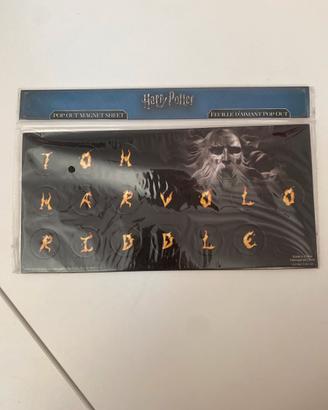 Harry Potter
POP OUT MAGNET SHEET
FEUILLE D'AIMANT POP OUT
TOM
MARVOLO
RIDDLE